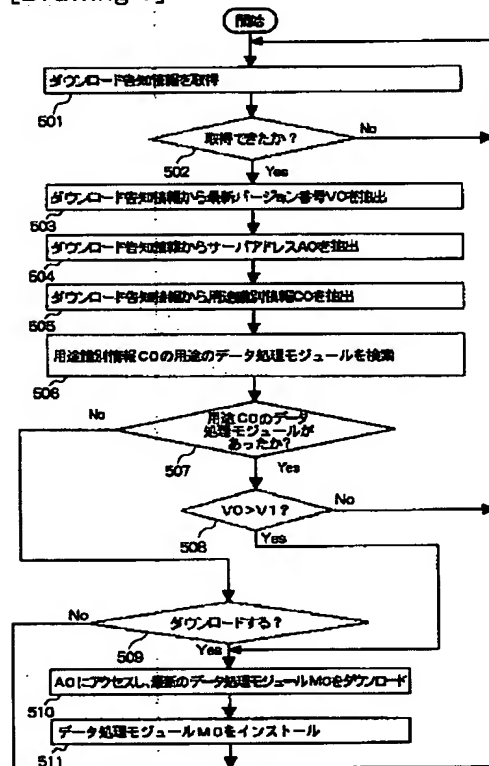 開始
ダウンロード告知情報を取得
501
取得できたか?
No
502
Yes
ダウンロード告知情報から最新バージョン番号V0を抽出
503
ダウンロード告知情報からサーバアドレスA0を抽出
504
ダウンロード告知情報から用途識別情報C0を抽出
505
用途識別情報C0の用途のデータ処理モジュールを検索
506
No
用途C0のデータ
処理モジュールが
あったか?
507
Yes
V0>V1?
No
508
Yes
No
ダウンロードする?
509
Yes
A0にアクセスし、最新のデータ処理モジュールM0をダウンロード
510
データ処理モジュールM0をインストール
511